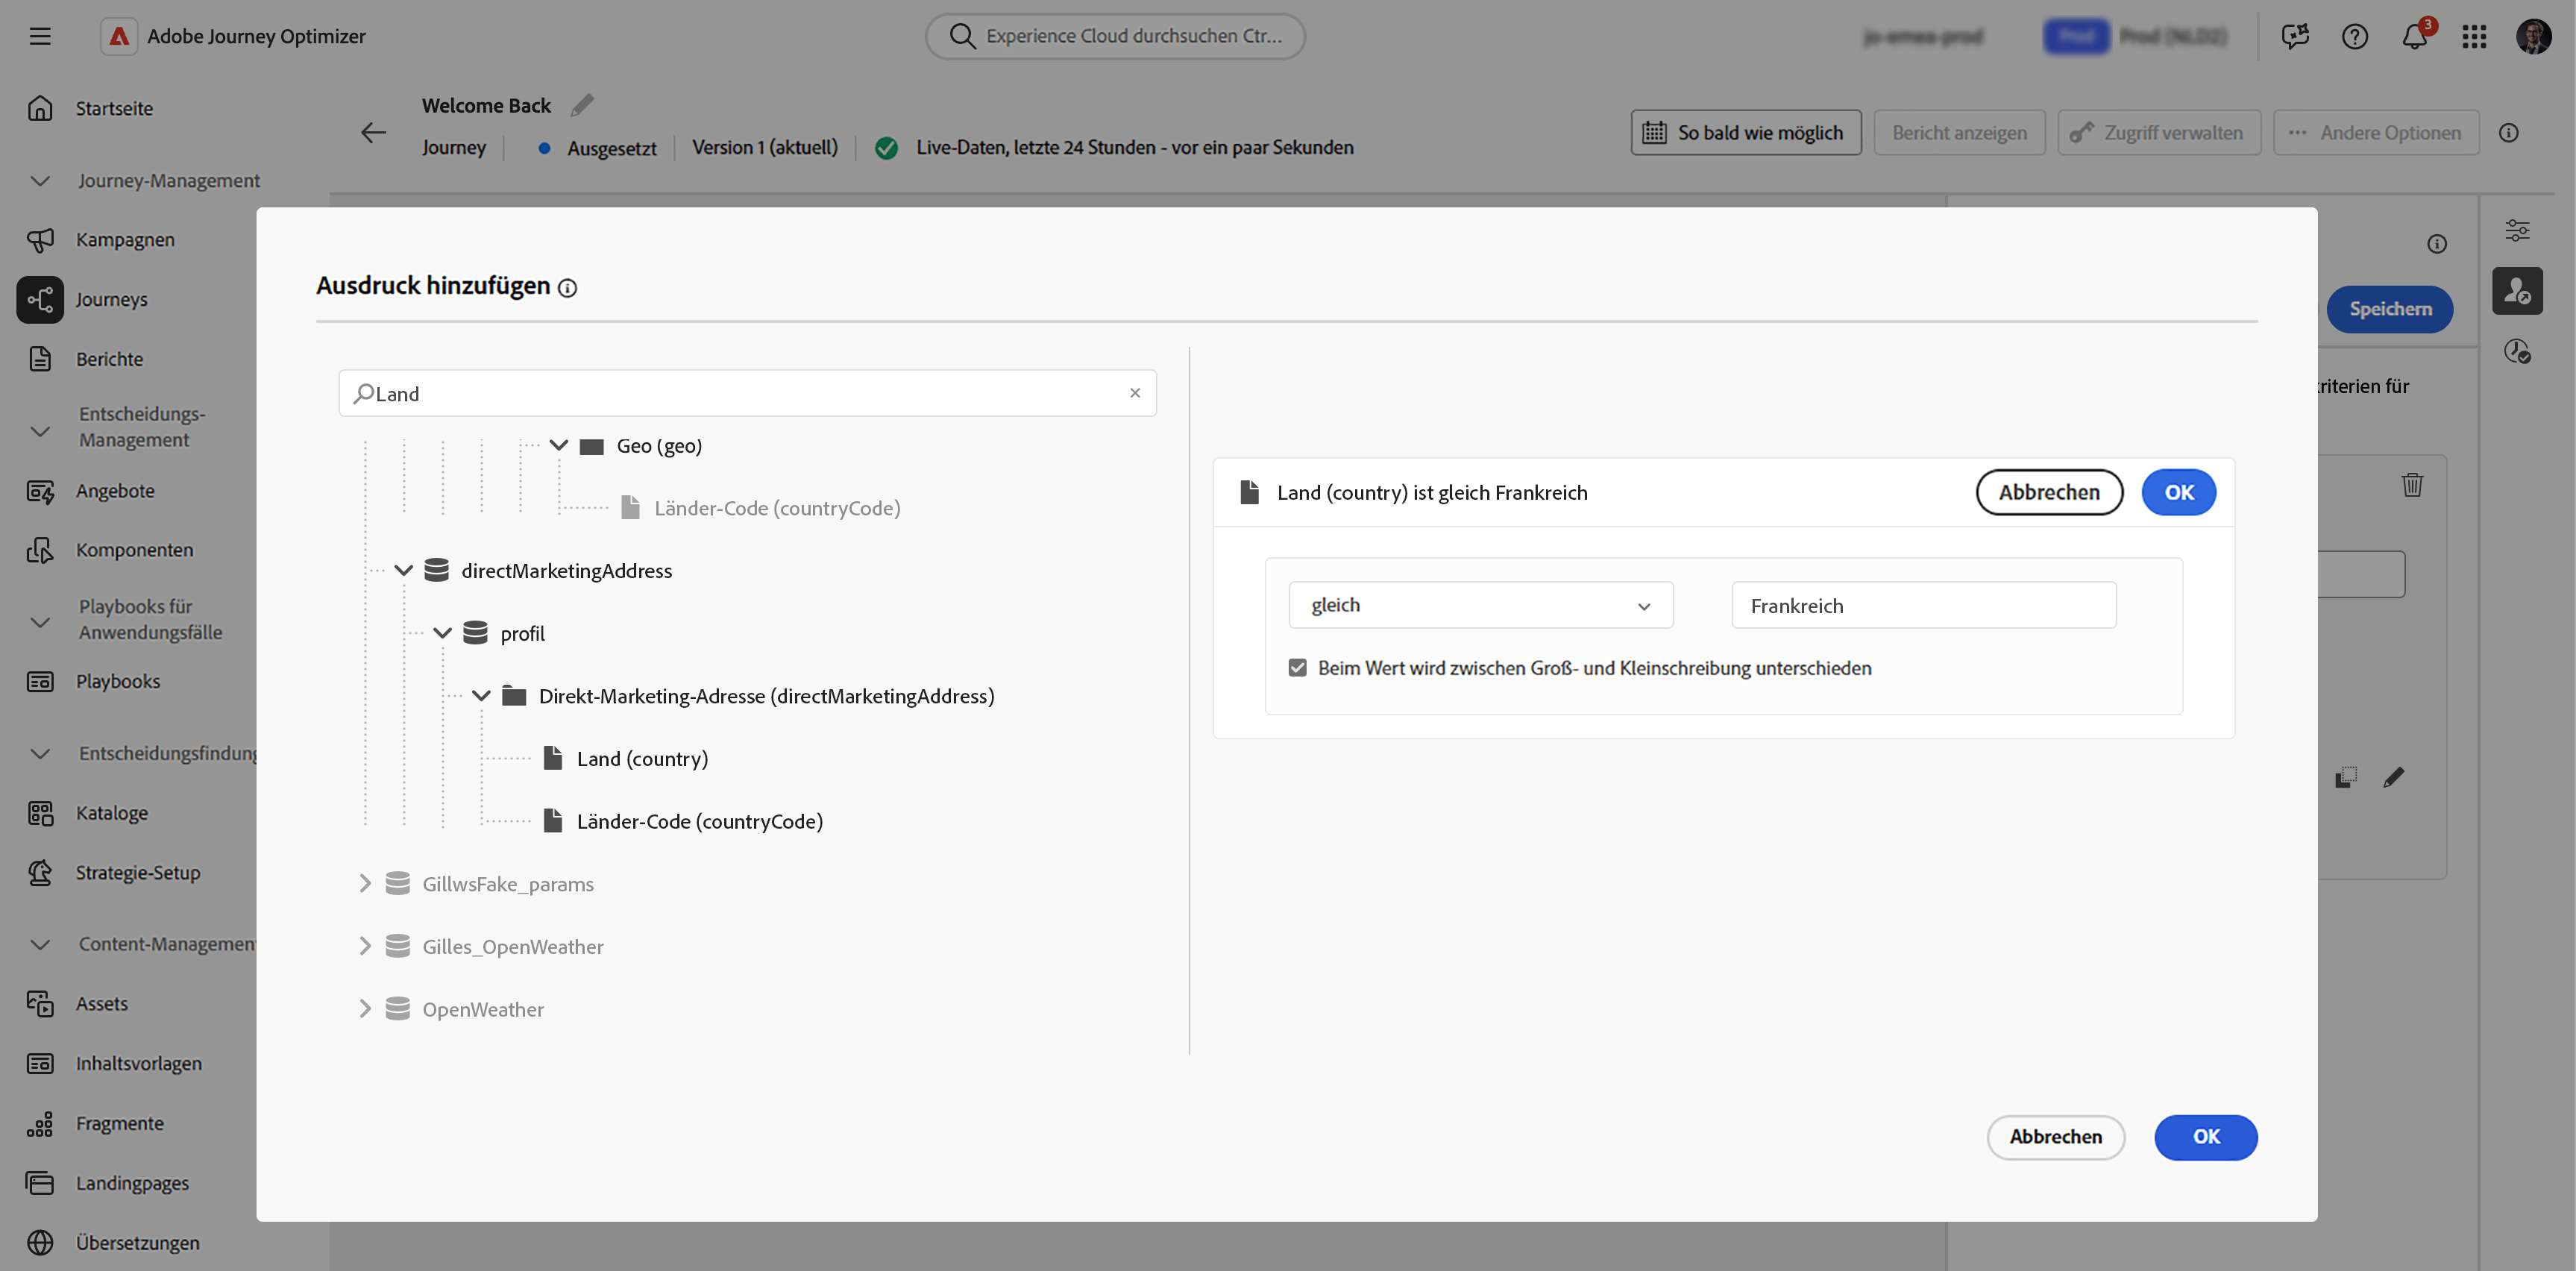 Adobe Journey Optimizer
Experience Cloud durchsuchen Ctr...
3
Startseite
Journey-Management
Kampagnen
Journeys
Berichte
Entscheidungs-
Management
Angebote
Komponenten
Playbooks für
Anwendungsfälle
Playbooks
Entscheidungsfindung
Kataloge
Strategie-Setup
Content-Management
Assets
Inhaltsvorlagen
Fragmente
Landingpages
Übersetzungen
Welcome Back
Journey
Ausgesetzt
Version 1 (aktuell)
Live-Daten, letzte 24 Stunden - vor ein paar Sekunden
So bald wie möglich
Bericht anzeigen
Zugriff verwalten
Andere Optionen
Speichern
kriterien für
Ausdruck hinzufügen
Land
Geo (geo)
Länder-Code (countryCode)
directMarketingAddress
profil
Direkt-Marketing-Adresse (directMarketingAddress)
Land (country)
Länder-Code (countryCode)
GillwsFake_params
Gilles_OpenWeather
OpenWeather
Land (country) ist gleich Frankreich
Abbrechen
OK
gleich
Frankreich
Beim Wert wird zwischen Groß- und Kleinschreibung unterschieden
Abbrechen
OK